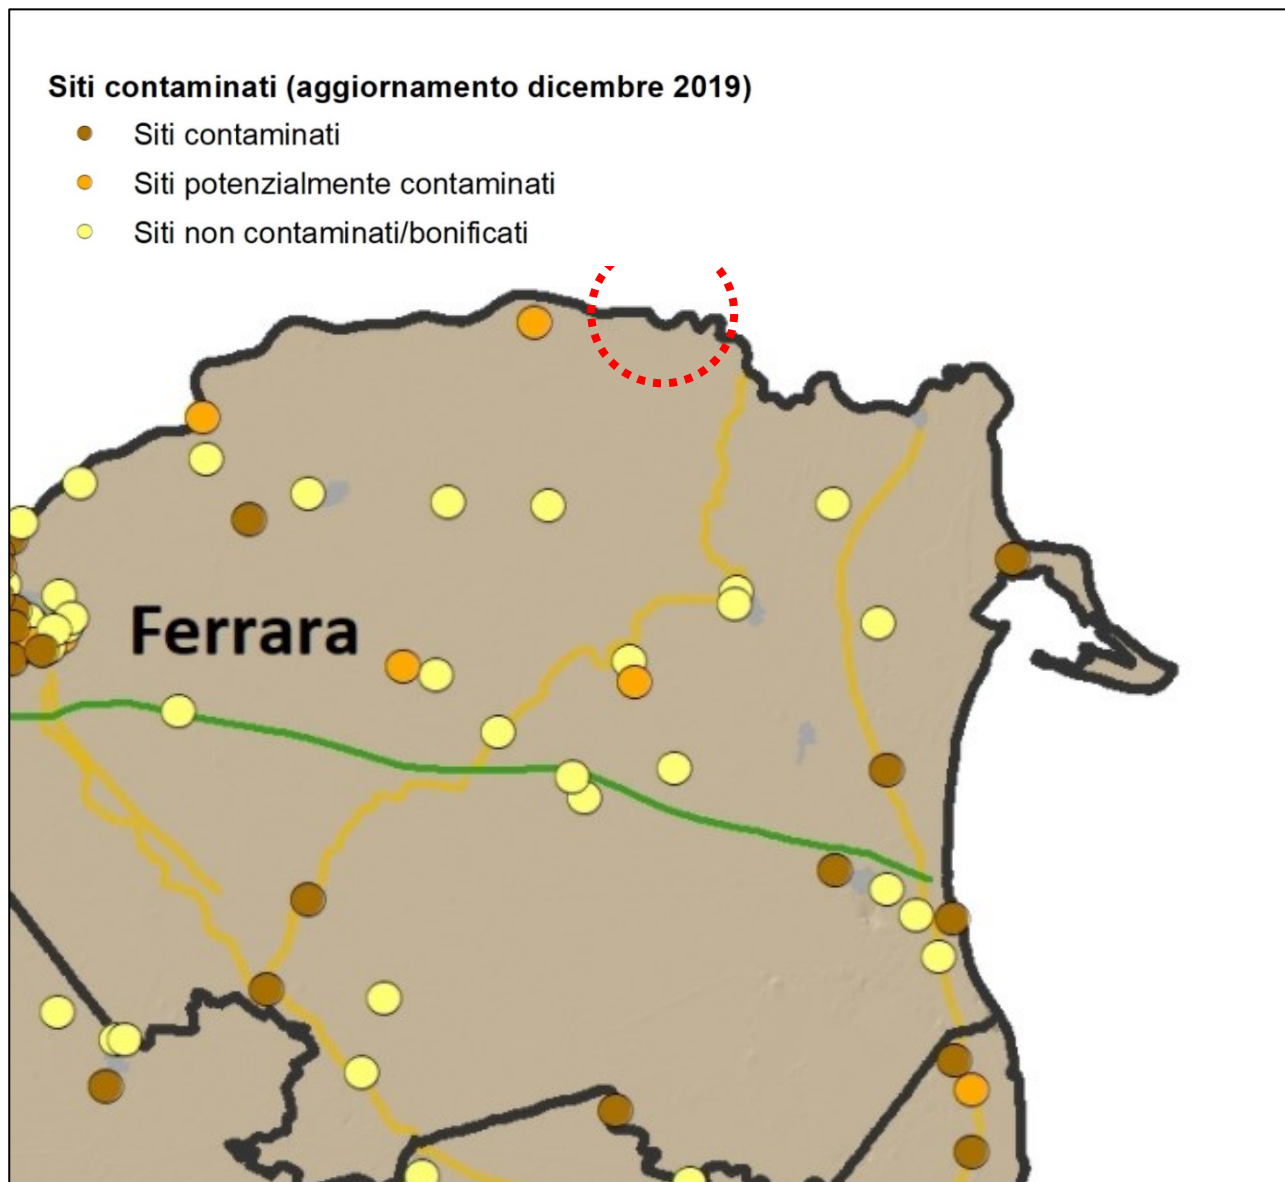 Siti contaminati (aggiornamento dicembre 2019)
Siti contaminati
Siti potenzialmente contaminati
Siti non contaminati/bonificati
Ferrara